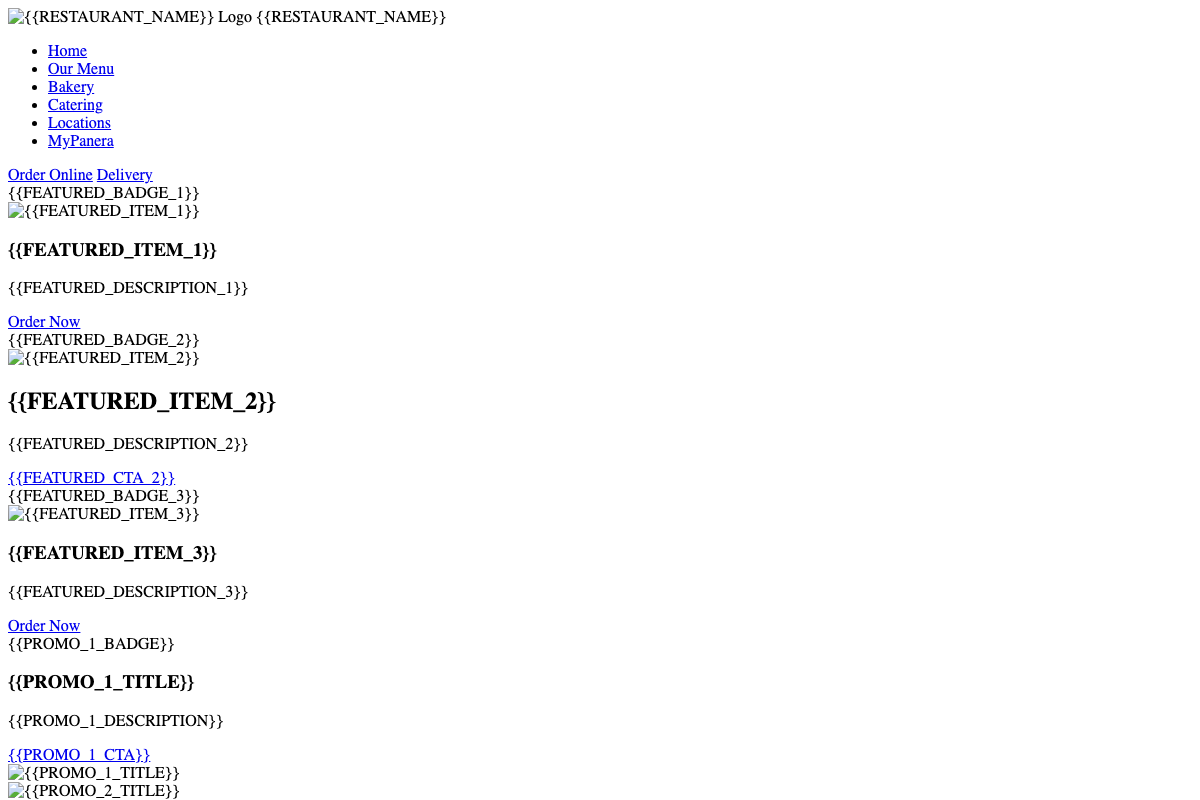 {{RESTAURANT_NAME}} Logo {{RESTAURANT_NAME}}
Home
Our Menu
Bakery
Catering
Locations
MyPanera
Order Online Delivery
{{FEATURED_BADGE_1}}
{{FEATURED_ITEM_1}}
{{FEATURED_ITEM_1}}
{{FEATURED_DESCRIPTION_1}}
Order Now
{{FEATURED_BADGE_2}}
{{FEATURED_ITEM_2}}
{{FEATURED_ITEM_2}}
{{FEATURED_DESCRIPTION_2}}
{{FEATURED_CTA_2}}
{{FEATURED_BADGE_3}}
{{FEATURED_ITEM_3}}
{{FEATURED_ITEM_3}}
{{FEATURED_DESCRIPTION_3}}
Order Now
{{PROMO_1_BADGE}}
{{PROMO_1_TITLE}}
{{PROMO_1_DESCRIPTION}}
{{PROMO_1_CTA}}
{{PROMO_1_TITLE}}
{{PROMO_2_TITLE}}